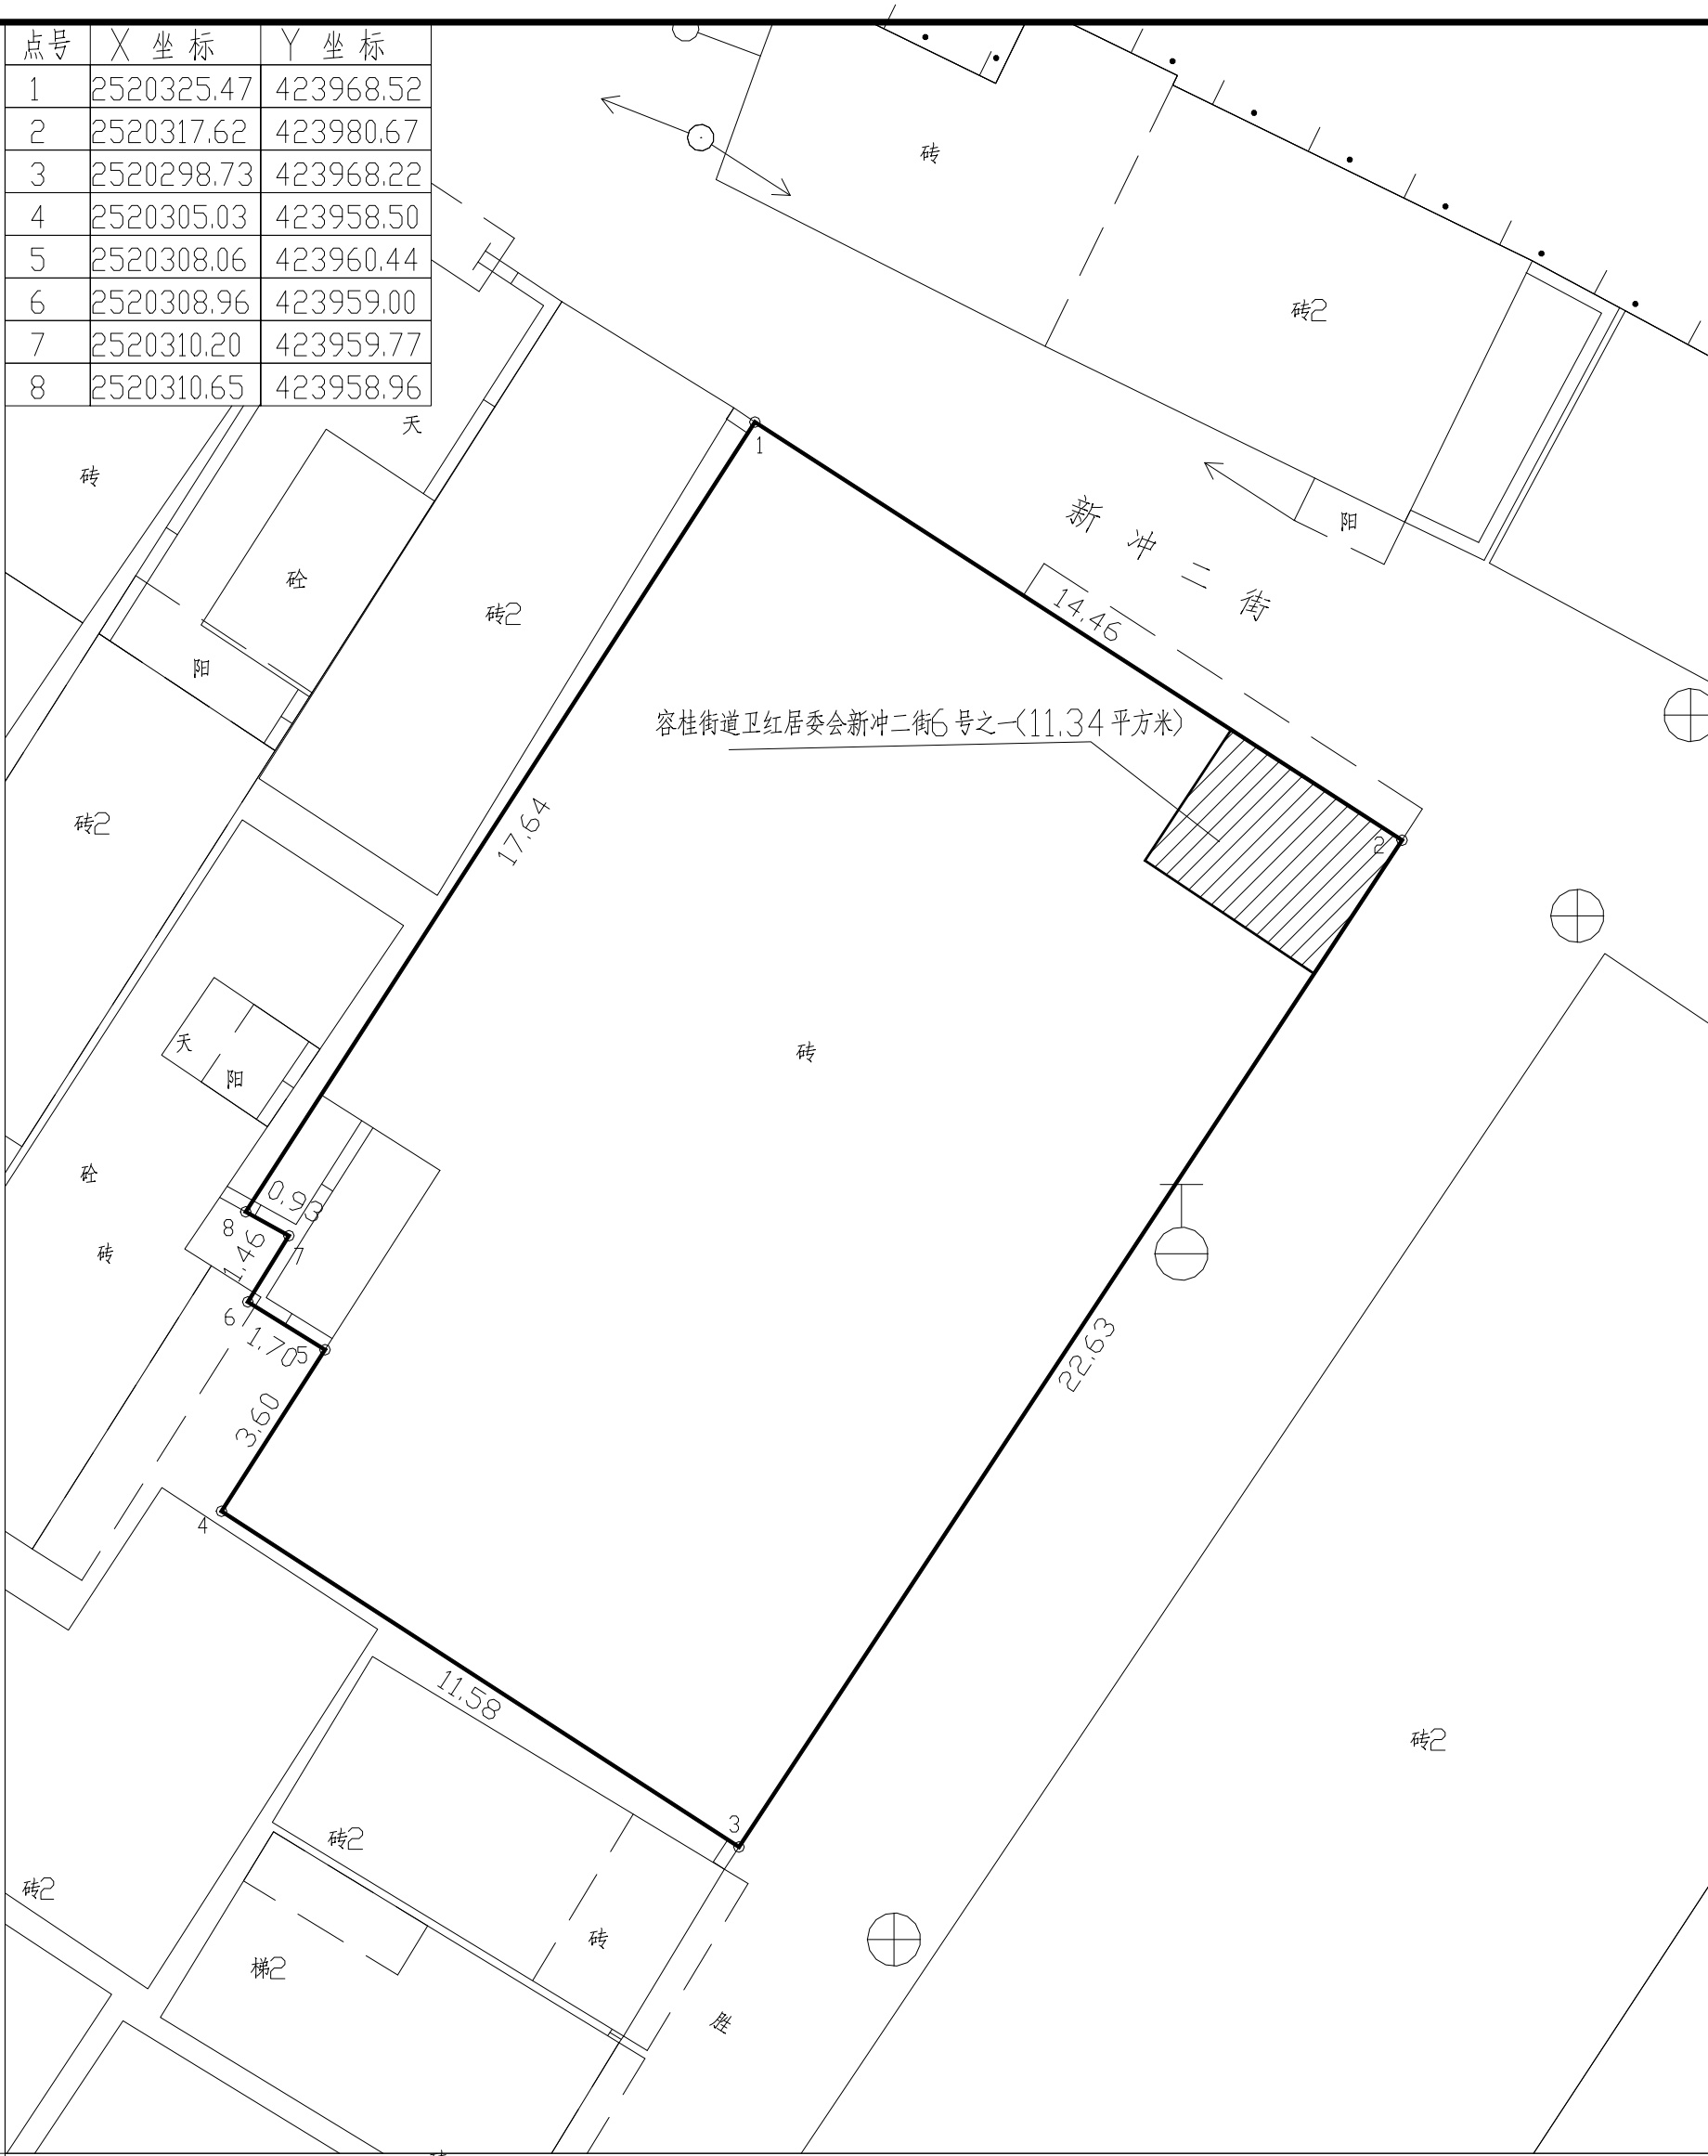 点号 X 坐 标 Y 坐 标
1 2520325.47 423968.52
2 2520317.62 423980.67
3 2520298.73 423968.22
4 2520305.03 423958.50
5 2520308.06 423960.44
6 2520308.96 423959.00
7 2520310.20 423959.77
8 2520310.65 423958.96
砖
砖2
天
砖
1
阳
新 冲 二 街
砼
砖2
14.46
阳
容桂街道卫红居委会新冲二街6号之一(11.34平方米)
17.64
砖2
2
天
砖
阳
砼
0.93
8
1.46
7
砖
6
1.70
5
22.63
3.60
4
11.58
砖2
3
砖2
砖2
砖
梯2
胜